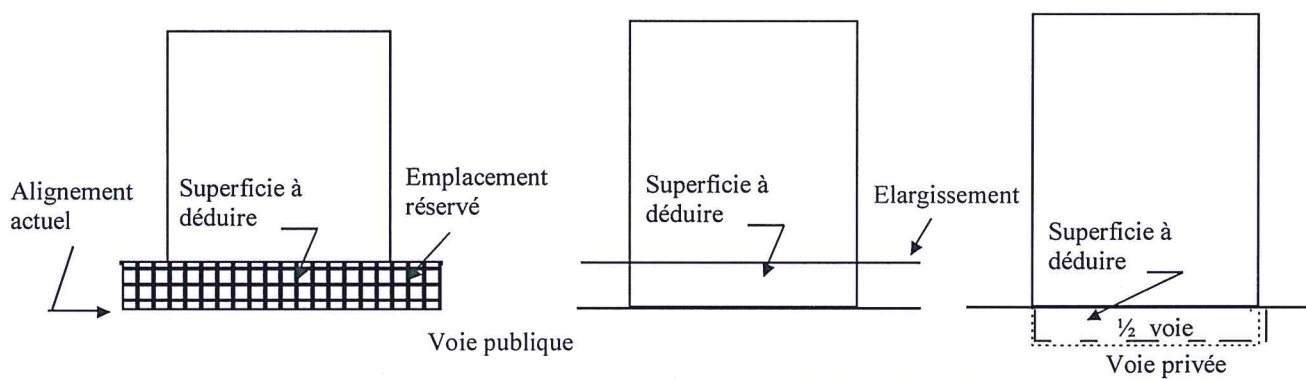 Alignement
actuel
Superficie à
déduire
Emplacement
réservé
Superficie à
déduire
Elargissement
Superficie à
déduire
½ voie
Voie publique
Voie privée